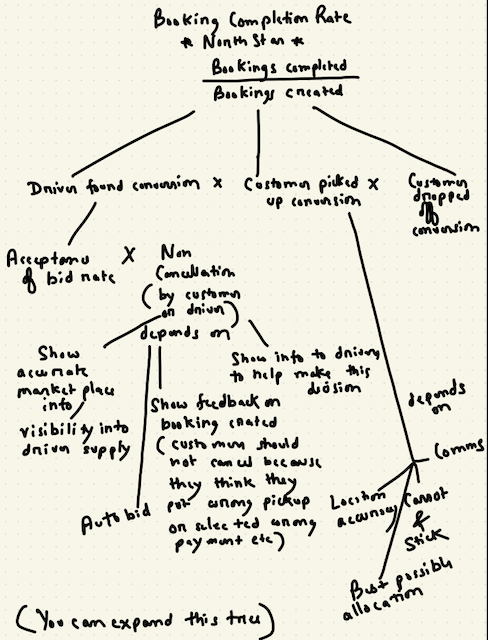 Booking Completion Rate
* North Star *
Bookings completed
Bookings created
Driver found conversion x Customer picked up conversion x Customer dropped off conversion
Acceptance
of bid rate
X
Non
Cancellation
(by customer
or driver)
depends on
Show
accurate
market place
info
visibility into
driver supply
Auto bid
Show feedback on
booking created
(customers should
not cancel because
they think they
put wrong pickup
or selected wrong
payment etc)
Show info to drivers
to help make this
decision
depends
on
Comms
Location
accuracy
Carrot
&
Stick
Best possible
allocation
(You can expand this tree)